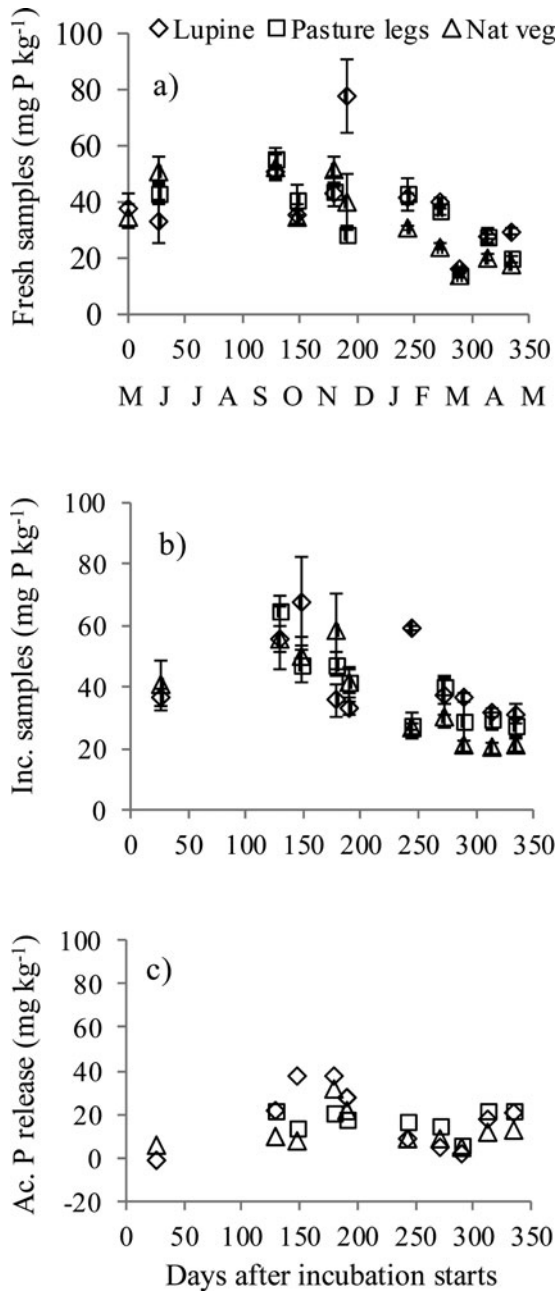 ◇ Lupine □ Pasture legs △ Nat veg
a)
Fresh samples (mg P kg⁻¹)
100
80
60
40
20
0
0 50 100 150 200 250 300 350
M J J A S O N D J F M A M
b)
Inc. samples (mg P kg⁻¹)
100
80
60
40
20
0
0 50 100 150 200 250 300 350
c)
Ac. P release (mg kg⁻¹)
100
80
60
40
20
0
-20
0 50 100 150 200 250 300 350
Days after incubation starts